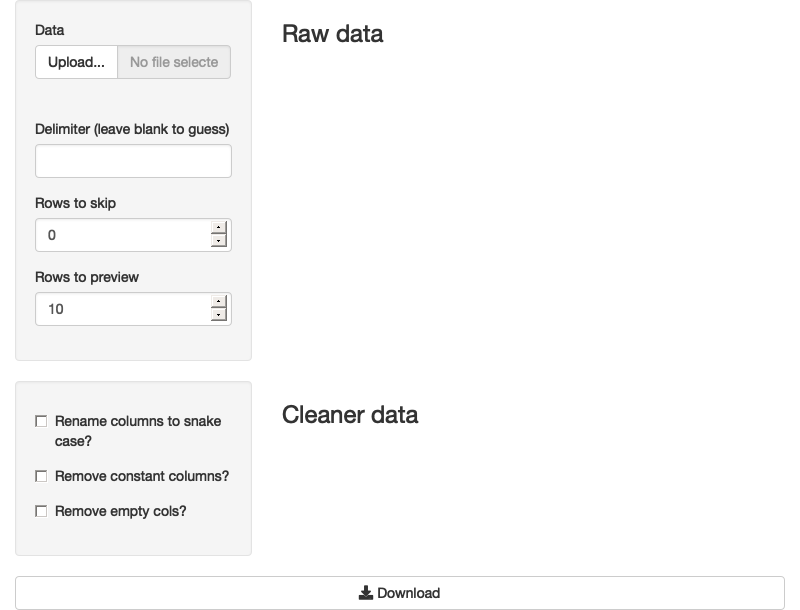 Data
Upload... No file selecte
Delimiter (leave blank to guess)
Rows to skip
0
Rows to preview
10
Raw data
Rename columns to snake
case?
Remove constant columns?
Remove empty cols?
Cleaner data
Download